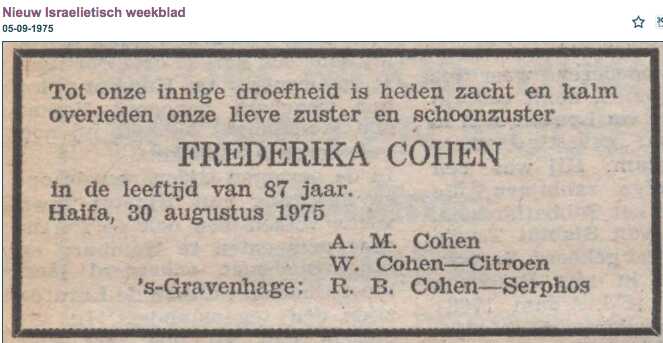 Nieuw Israelietisch weekblad
05-09-1975
Tot onze innige droefheid is heden zacht en kalm
overleden onze lieve zuster en schoonzuster
FREDERIKA COHEN
in de leeftijd van 87 jaar.
Haifa, 30 augustus 1975
A. M. Cohen
W. Cohen—Citroen
's-Gravenhage: R. B. Cohen—Serphos